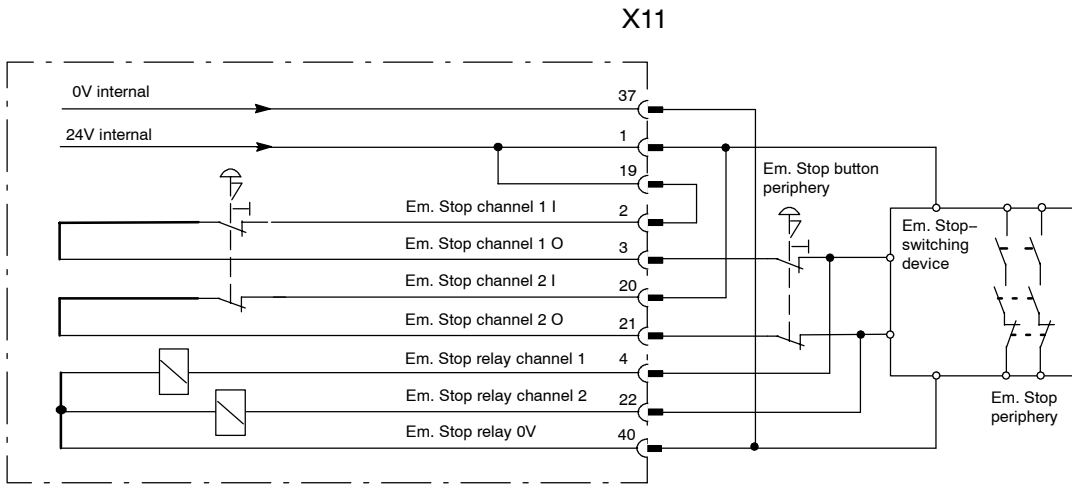 X11
0V internal
37
24V internal
1
19
Em. Stop button
periphery
Em. Stop channel 1 I
2
Em. Stop–
switching
device
Em. Stop channel 1 O
3
Em. Stop channel 2 I
20
Em. Stop channel 2 O
21
Em. Stop relay channel 1
4
Em. Stop relay channel 2
22
Em. Stop
periphery
Em. Stop relay 0V
40